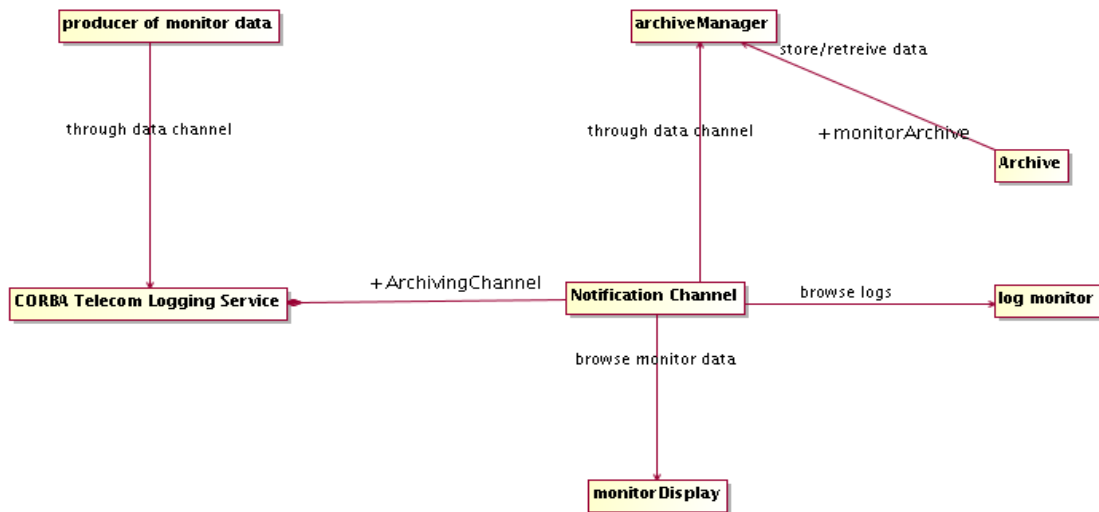 producer of monitor data
archiveManager
store/retreive data
through data channel
through data channel
+monitorArchive
Archive
+ArchivingChannel
CORBA Telecom Logging Service
Notification Channel
browse logs
log monitor
browse monitor data
monitorDisplay